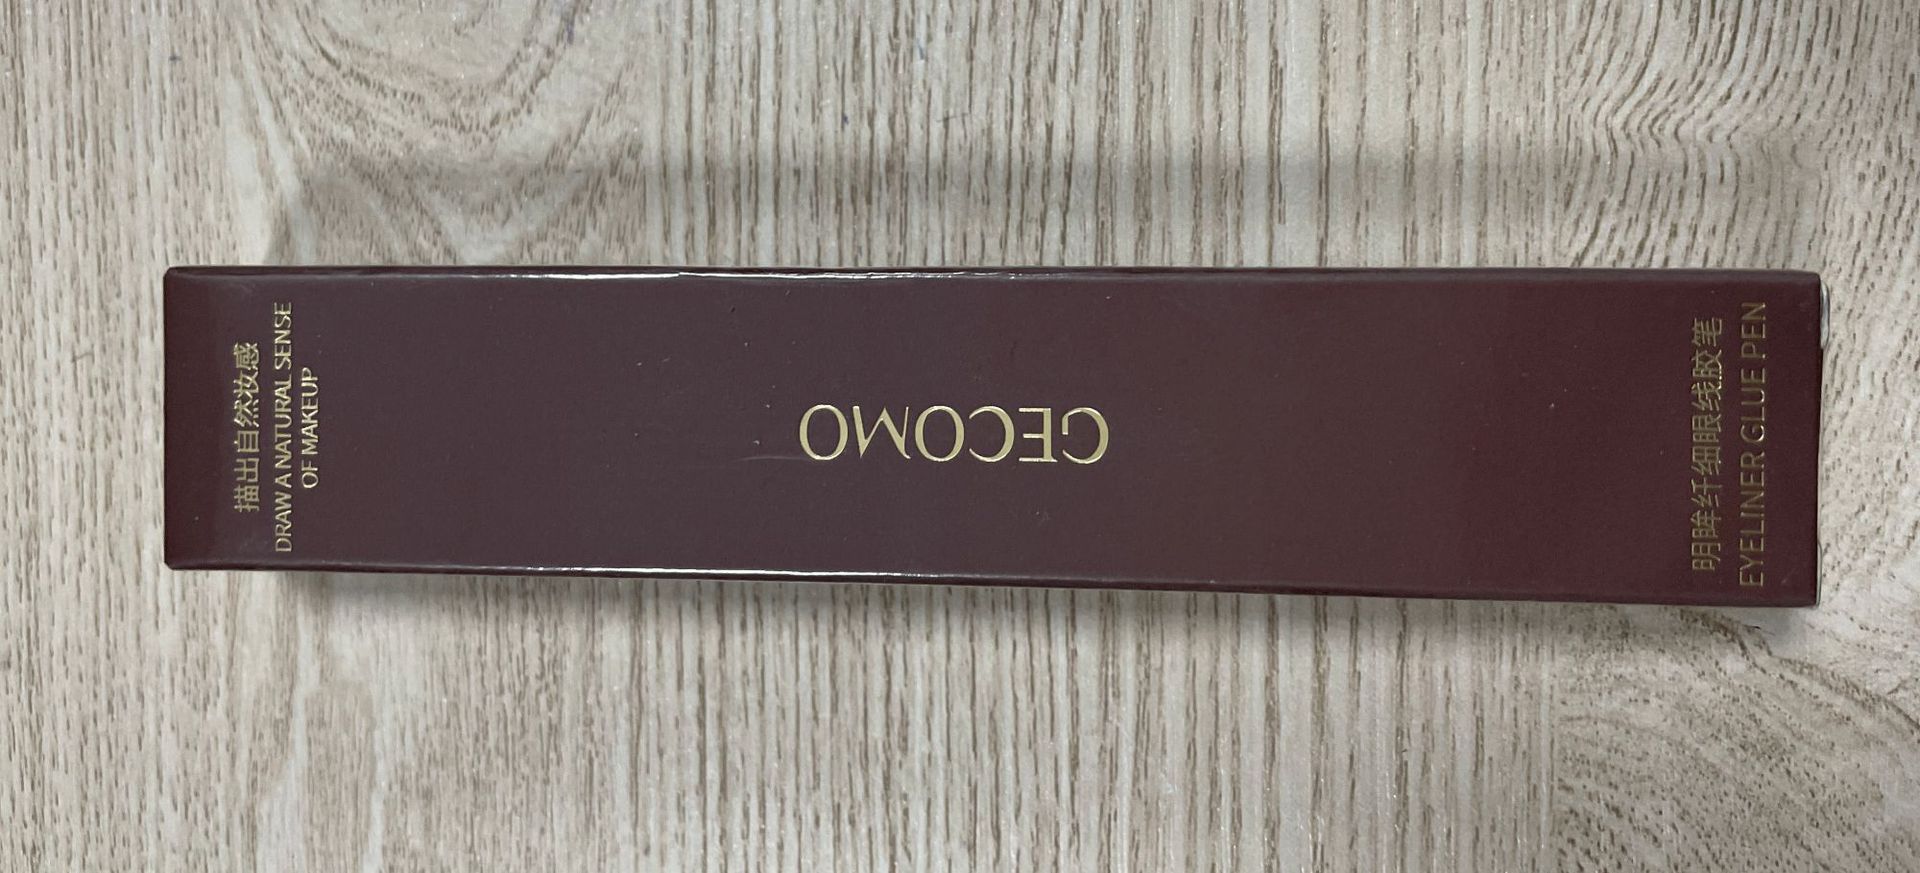 描出自然妆感
DRAW A NATURAL SENSE
OF MAKEUP
GECOMO
明眸纤细眼线胶笔
EYELINER GLUE PEN